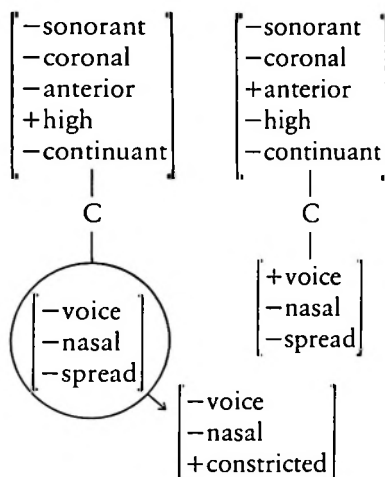 −sonorant −sonorant
−coronal −coronal
−anterior +anterior
+high −high
−continuant −continuant
C C
−voice +voice
−nasal −nasal
−spread −spread
−voice
−nasal
+constricted